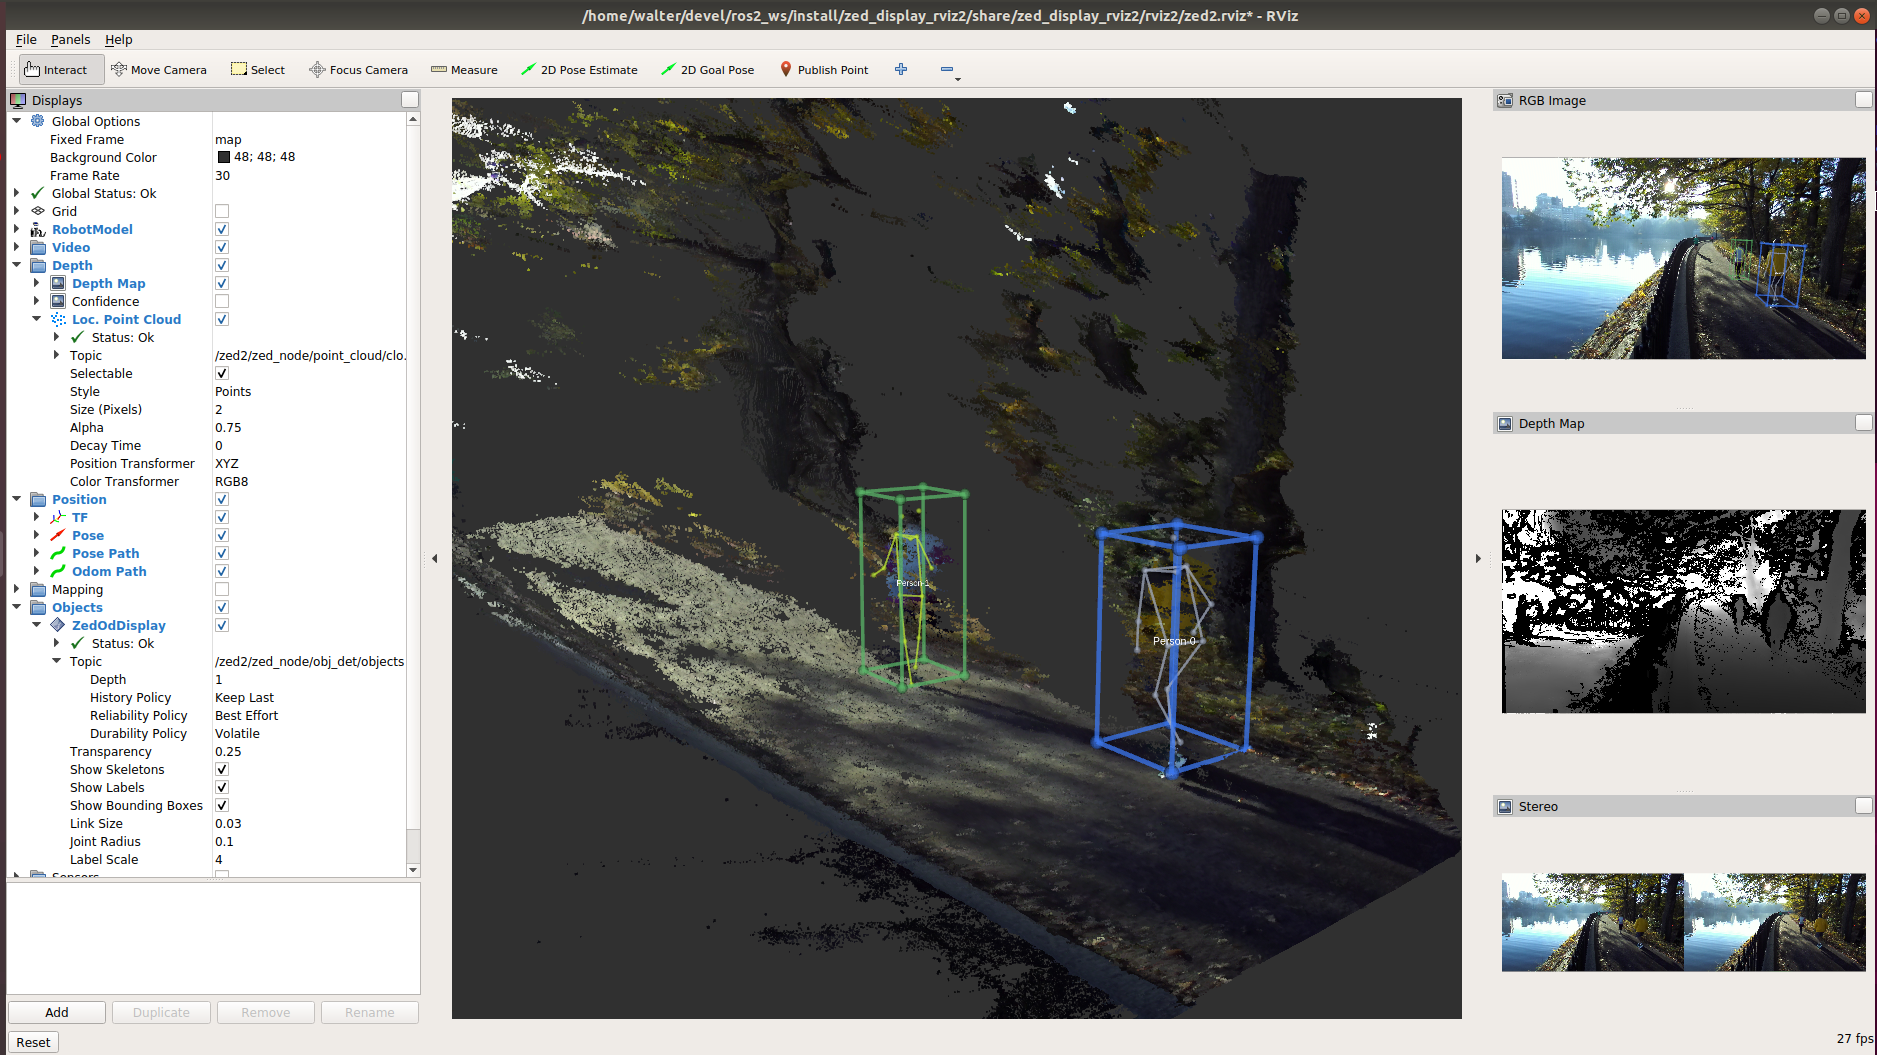 /home/walter/devel/ros2_ws/install/zed_display_rviz2/share/zed_display_rviz2/rviz2/zed2.rviz* - RViz
File Panels Help
Interact Move Camera Select Focus Camera Measure 2D Pose Estimate 2D Goal Pose Publish Point
Displays
Global Options
Fixed Frame map
Background Color 48; 48; 48
Frame Rate 30
Global Status: Ok
Grid
RobotModel
Video
Depth
Depth Map
Confidence
Loc. Point Cloud
Status: Ok
Topic /zed2/zed_node/point_cloud/clo.
Selectable
Style Points
Size (Pixels) 2
Alpha 0.75
Decay Time 0
Position Transformer XYZ
Color Transformer RGB8
Position
TF
Pose
Pose Path
Odom Path
Mapping
Objects
ZedOdDisplay
Status: Ok
Topic /zed2/zed_node/obj_det/objects
Depth 1
History Policy Keep Last
Reliability Policy Best Effort
Durability Policy Volatile
Transparency 0.25
Show Skeletons
Show Labels
Show Bounding Boxes
Link Size 0.03
Joint Radius 0.1
Label Scale 4
Sensors
Add Duplicate Remove Rename
Reset
Person-1
Person-0
RGB Image
Depth Map
Stereo
27 fps